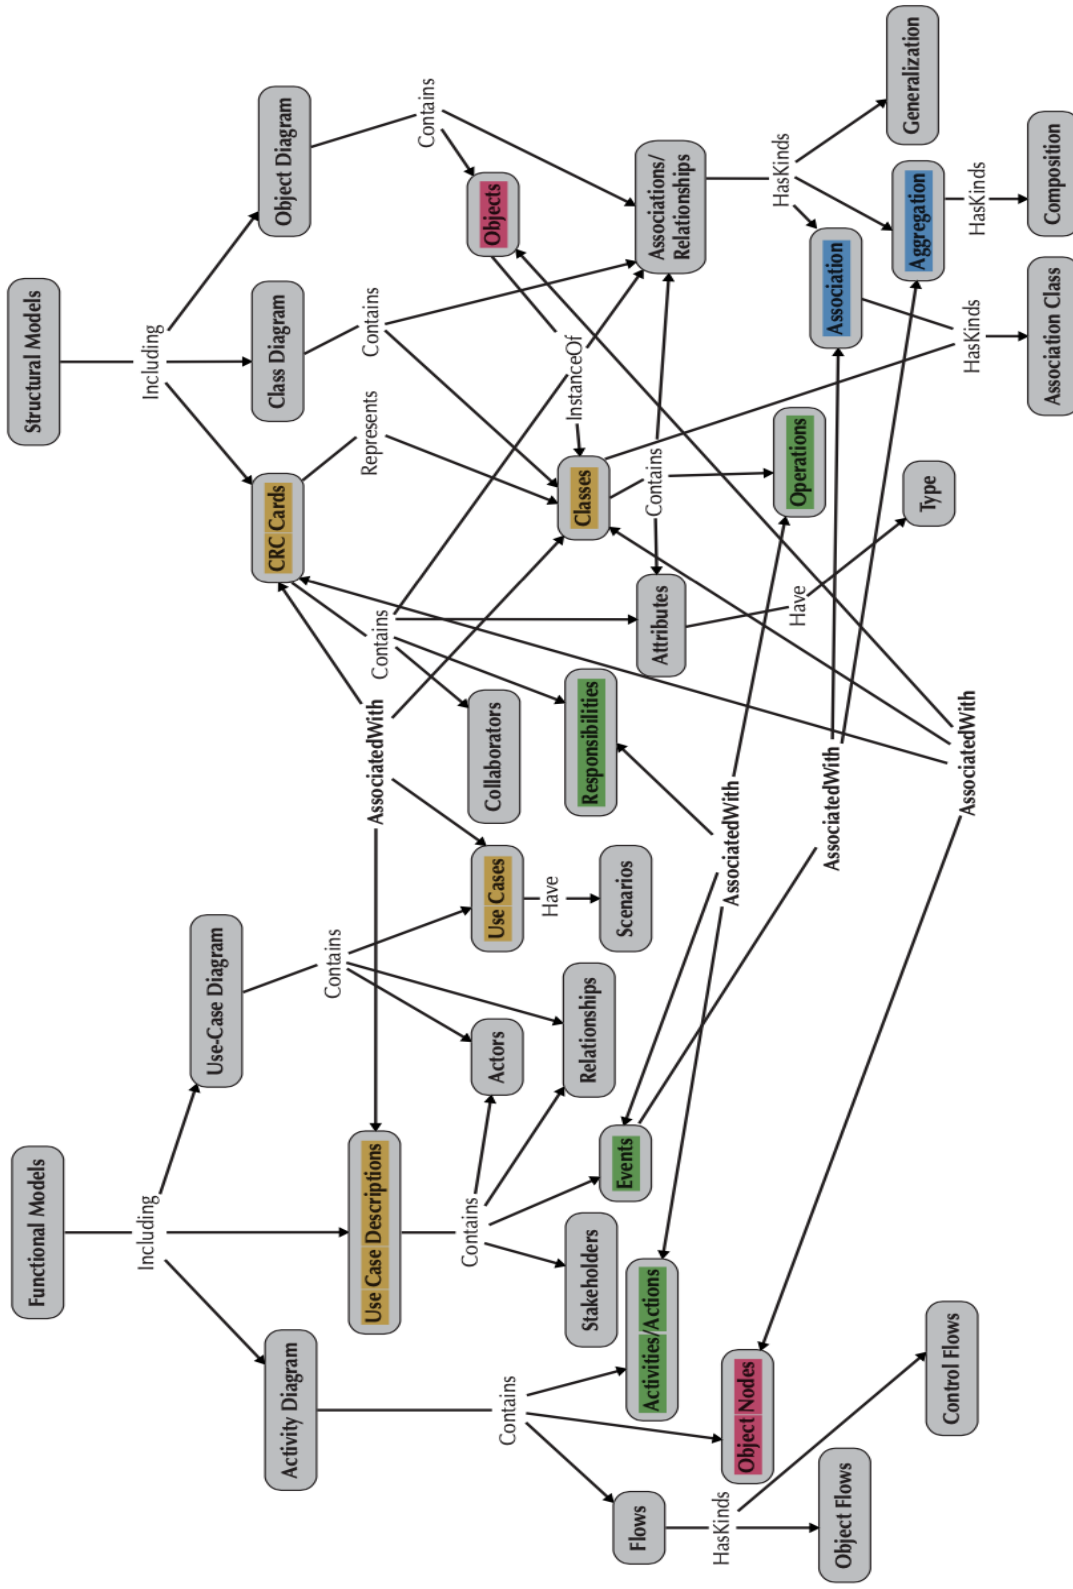 Functional Models
Structural Models
Including
Including
Activity Diagram
Use Case Descriptions
Use-Case Diagram
CRC Cards
Class Diagram
Object Diagram
Contains
Contains
Contains
AssociatedWith
Contains
Represents
Contains
Contains
Flows
Stakeholders
Activities/Actions
Object Nodes
Events
Actors
Relationships
Use Cases
Have
Scenarios
Collaborators
Responsibilities
Attributes
Classes
InstanceOf
Objects
Associations/
Relationships
Contains
HasKinds
Object Flows
Control Flows
AssociatedWith
AssociatedWith
AssociatedWith
Have
Type
Operations
HasKinds
Association
Aggregation
Generalization
HasKinds
HasKinds
Association Class
Composition